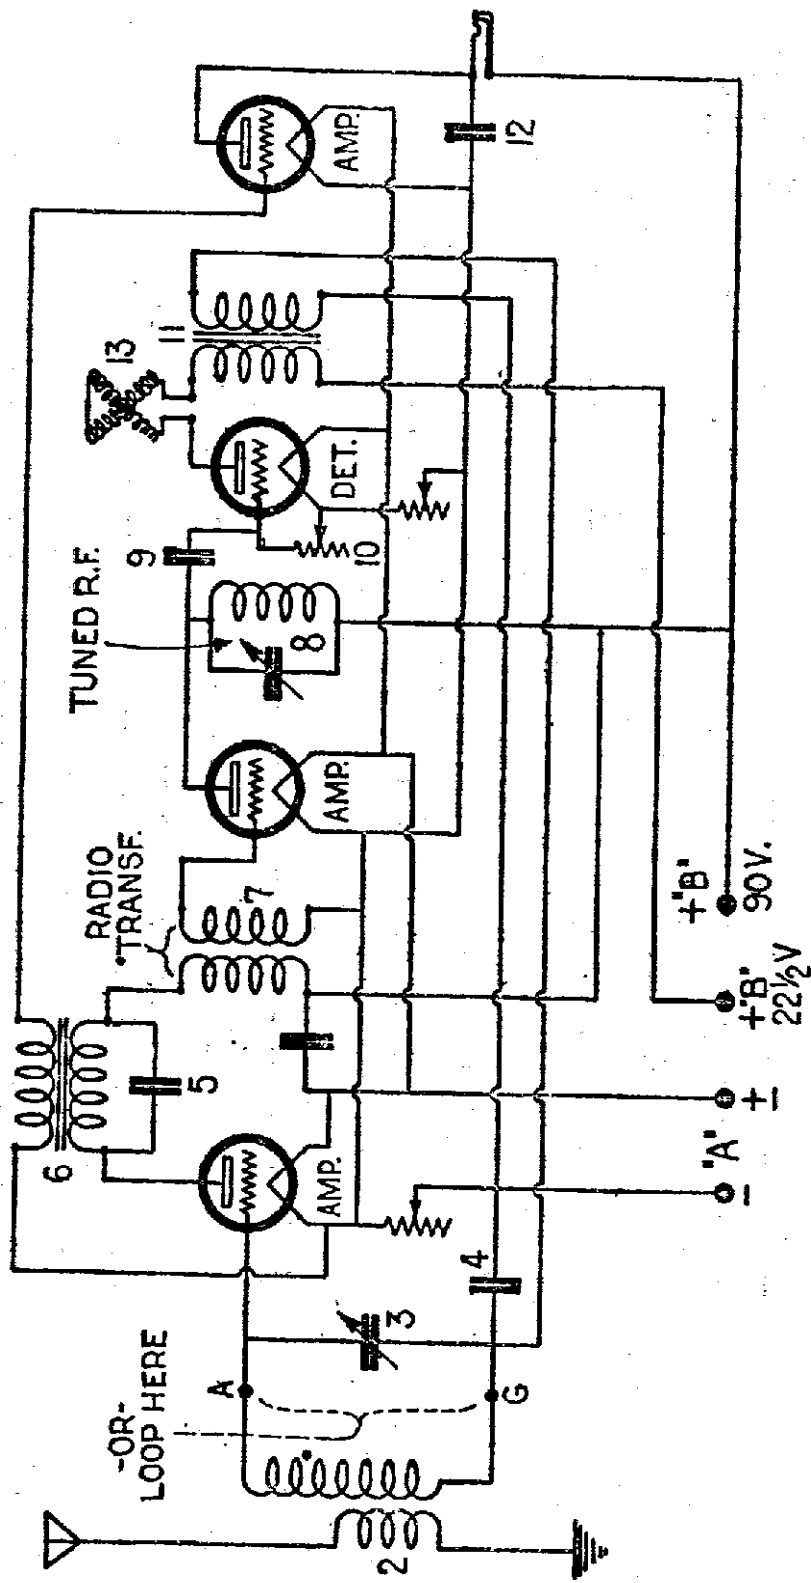 -OR-
LOOP HERE
A
G
2
3
4
5
6
AMP.
RADIO
TRANSF.
7
AMP.
TUNED R.F.
8
9
10
DET.
11
13
AMP.
12
-
"A"
+
-
+"B"
22½V
+"B"
90V.